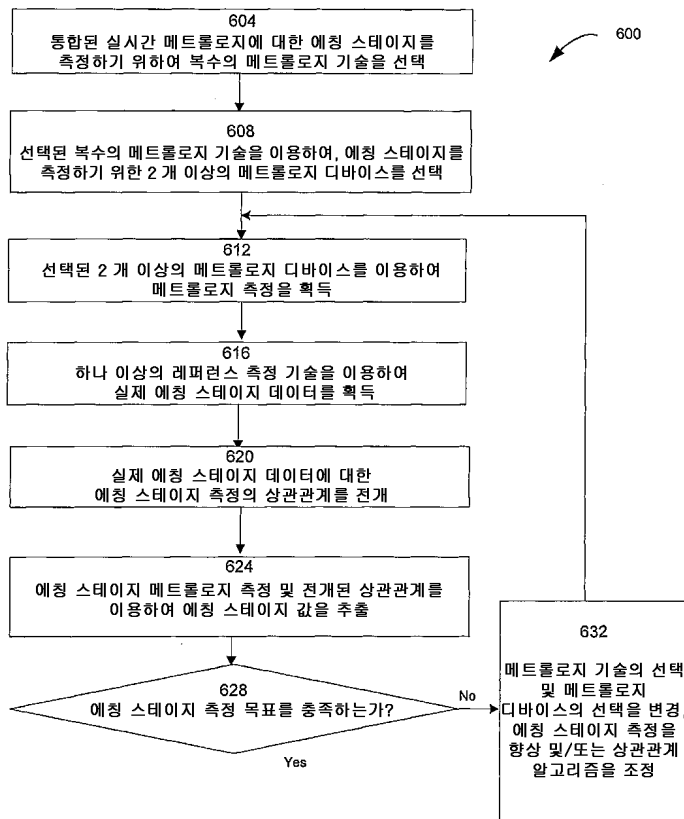 600
604
통합된 실시간 메트롤로지에 대한 에칭 스테이지를
측정하기 위하여 복수의 메트롤로지 기술을 선택
608
선택된 복수의 메트롤로지 기술을 이용하여, 에칭 스테이지를
측정하기 위한 2 개 이상의 메트롤로지 디바이스를 선택
612
선택된 2 개 이상의 메트롤로지 디바이스를 이용하여
메트롤로지 측정을 획득
616
하나 이상의 레퍼런스 측정 기술을 이용하여
실제 에칭 스테이지 데이터를 획득
620
실제 에칭 스테이지 데이터에 대한
에칭 스테이지 측정의 상관관계를 전개
624
에칭 스테이지 메트롤로지 측정 및 전개된 상관관계를
이용하여 에칭 스테이지 값을 추출
628
에칭 스테이지 측정 목표를 충족하는가?
No
Yes
632
메트롤로지 기술의 선택
및 메트롤로지
디바이스의 선택을 변경,
에칭 스테이지 측정을
향상 및/또는 상관관계
알고리즘을 조정